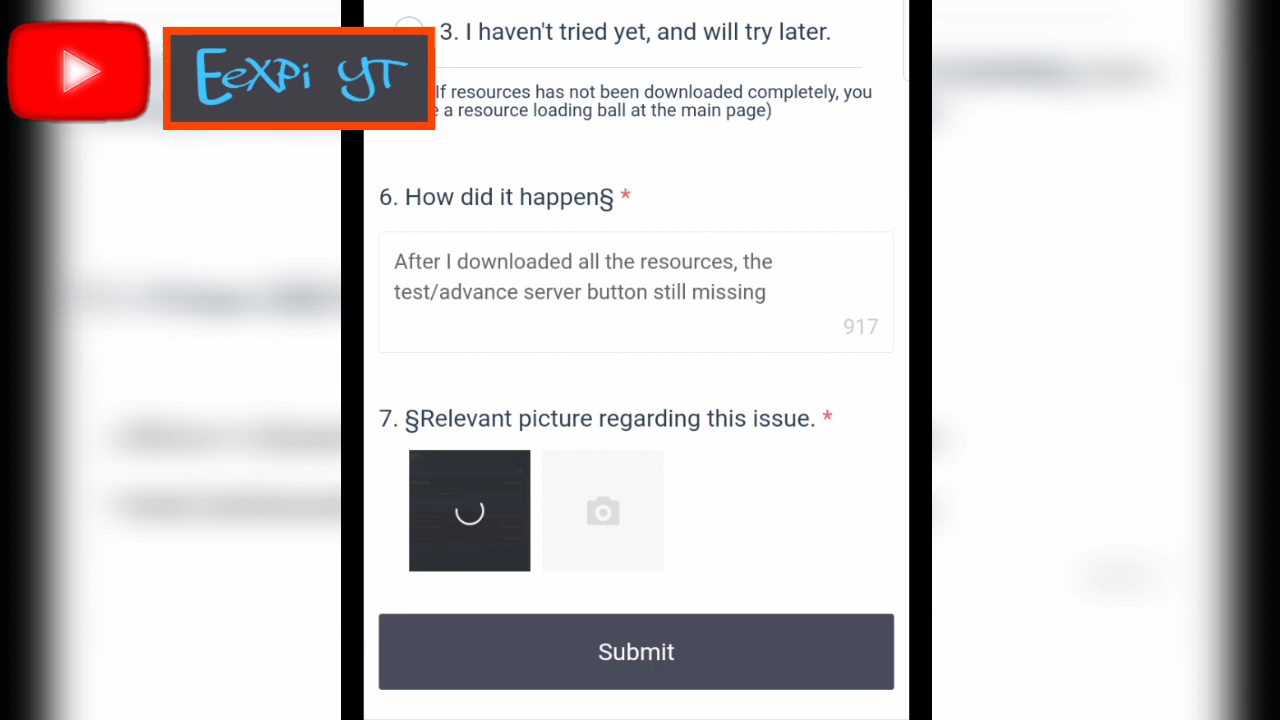 3. I haven't tried yet, and will try later.
EeXPi YT
If resources has not been downloaded completely, you
a resource loading ball at the main page)
6. How did it happen§ *
After I downloaded all the resources, the
test/advance server button still missing
917
7. §Relevant picture regarding this issue. *
Submit